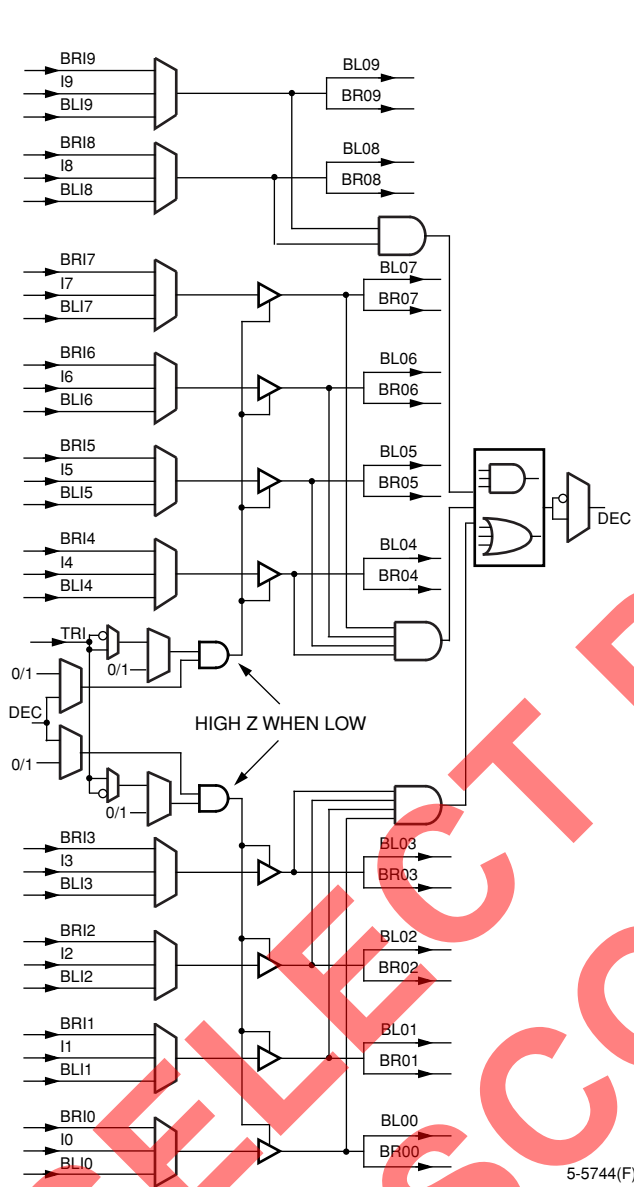 BRI9
I9
BLI9
BL09
BR09
BRI8
I8
BLI8
BL08
BR08
BRI7
I7
BLI7
BL07
BR07
BRI6
I6
BLI6
BL06
BR06
BRI5
I5
BLI5
BL05
BR05
DEC
BRI4
I4
BLI4
BL04
BR04
TRI
0/1
0/1
DEC
HIGH Z WHEN LOW
0/1
0/1
BRI3
I3
BLI3
BL03
BR03
BRI2
I2
BLI2
BL02
BR02
BRI1
I1
BLI1
BL01
BR01
BRI0
I0
BLI0
BL00
BR00
5-5744(F)
SELECT D
SCO